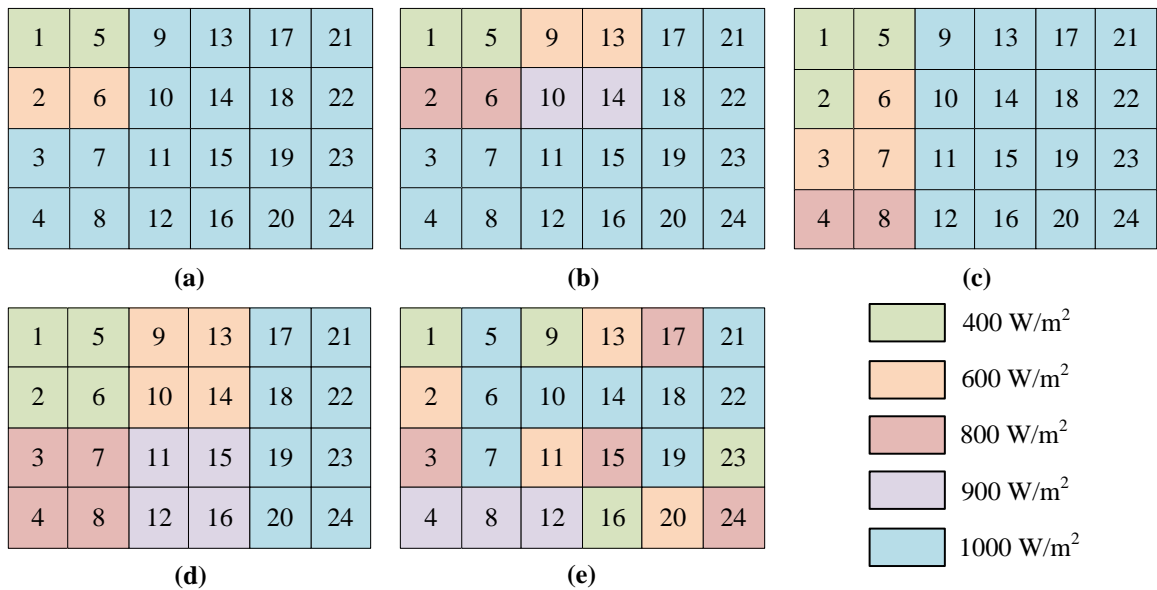 1 5 9 13 17 21
2 6 10 14 18 22
3 7 11 15 19 23
4 8 12 16 20 24
(a)
1 5 9 13 17 21
2 6 10 14 18 22
3 7 11 15 19 23
4 8 12 16 20 24
(b)
1 5 9 13 17 21
2 6 10 14 18 22
3 7 11 15 19 23
4 8 12 16 20 24
(c)
1 5 9 13 17 21
2 6 10 14 18 22
3 7 11 15 19 23
4 8 12 16 20 24
(d)
1 5 9 13 17 21
2 6 10 14 18 22
3 7 11 15 19 23
4 8 12 16 20 24
(e)
400 W/m²
600 W/m²
800 W/m²
900 W/m²
1000 W/m²